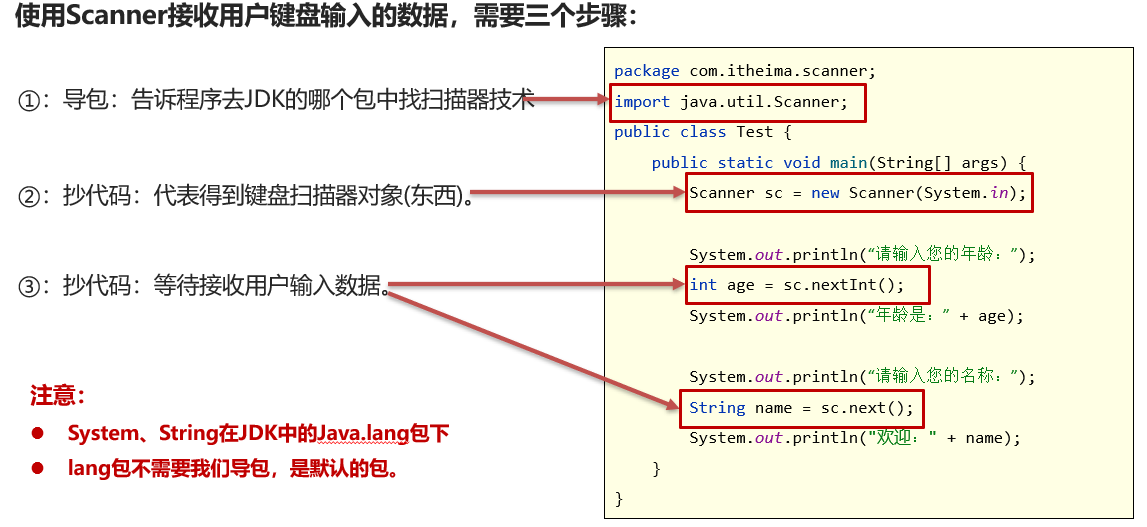 使用Scanner接收用户键盘输入的数据，需要三个步骤：
①：导包：告诉程序去JDK的哪个包中找扫描器技术
②：抄代码：代表得到键盘扫描器对象(东西)。
③：抄代码：等待接收用户输入数据。
注意：
● System、String在JDK中的Java.lang包下
● lang包不需要我们导包，是默认的包。
package com.itheima.scanner;
import java.util.Scanner;
public class Test {
public static void main(String[] args) {
Scanner sc = new Scanner(System.in);
System.out.println(“请输入您的年龄：”);
int age = sc.nextInt();
System.out.println(“年龄是：” + age);
System.out.println(“请输入您的名称：”);
String name = sc.next();
System.out.println("欢迎：" + name);
}
}